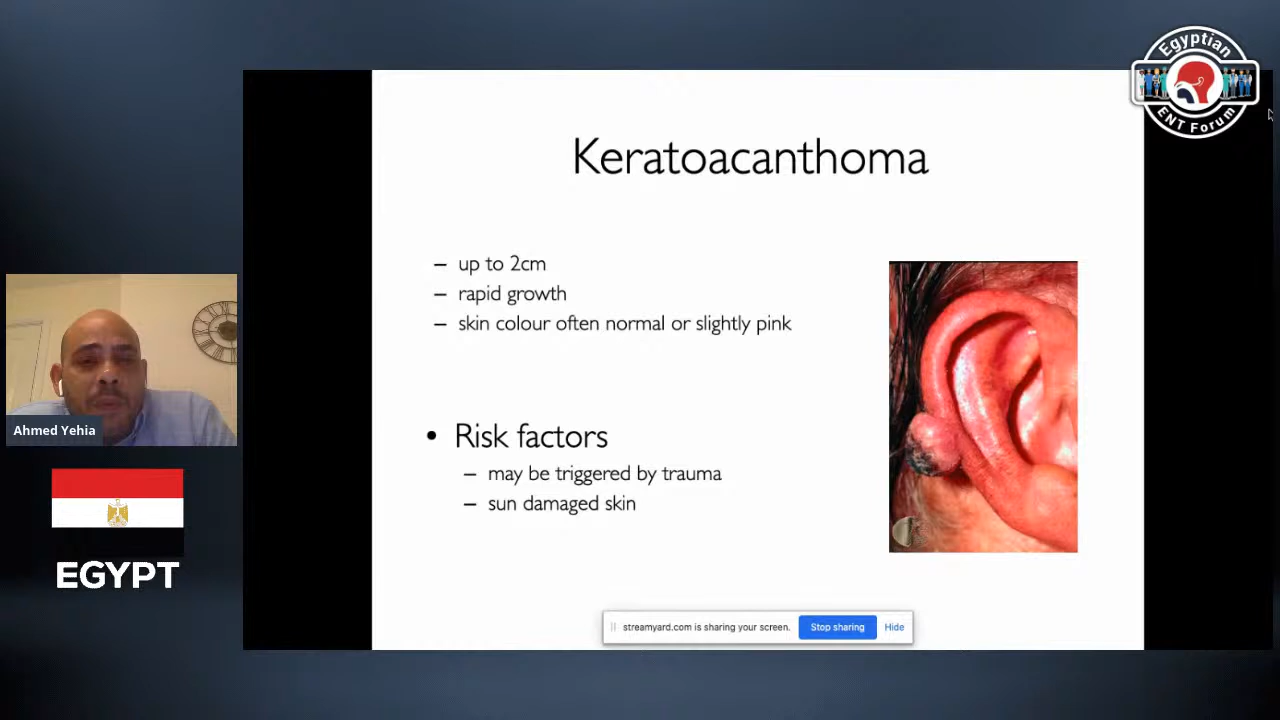 Egyptian
ENT Forum
Keratoacanthoma
– up to 2cm
– rapid growth
– skin colour often normal or slightly pink
• Risk factors
– may be triggered by trauma
– sun damaged skin
Ahmed Yehia
EGYPT
streamyard.com is sharing your screen.
Stop sharing
Hide